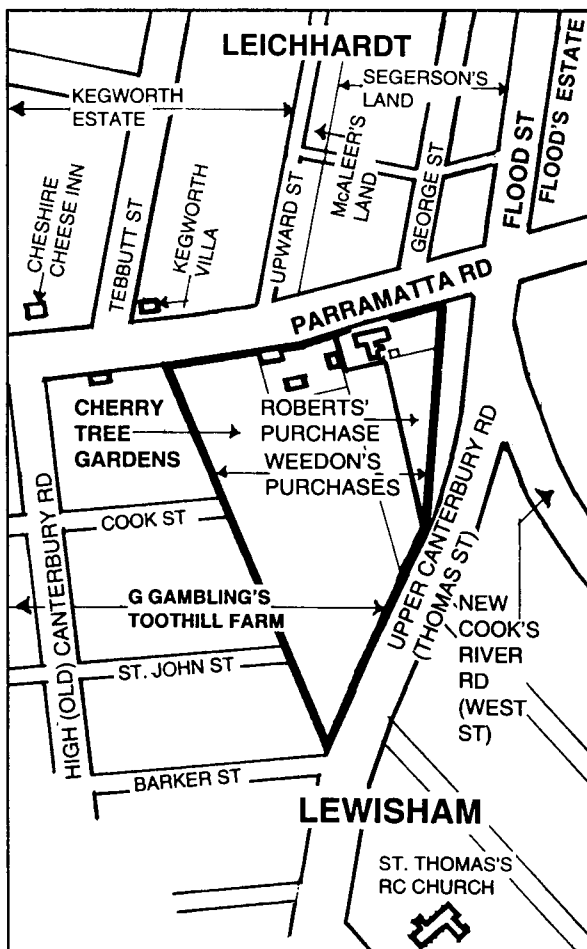 LEICHHARDT
SEGERSON'S
LAND
KEGWORTH
ESTATE
McALEER'S
LAND
FLOOD ST
FLOOD'S ESTATE
GEORGE ST
UPWARD ST
CHESHIRE
CHEESE INN
TEBBUTT ST
KEGWORTH
VILLA
PARRAMATTA RD
CHERRY
TREE
GARDENS
ROBERTS'
PURCHASE
WEEDON'S
PURCHASES
HIGH (OLD) CANTERBURY RD
COOK ST
UPPER CANTERBURY RD
(THOMAS ST)
G GAMBLING'S
TOOTHILL FARM
NEW
COOK'S
RIVER
RD
(WEST
ST)
ST. JOHN ST
BARKER ST
LEWISHAM
ST. THOMAS'S
RC CHURCH